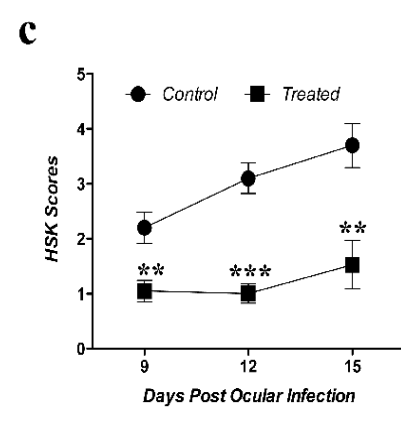 c
5
Control Treated
4
3
2
1
0
HSK Scores
** *** **
9 12 15
Days Post Ocular Infection